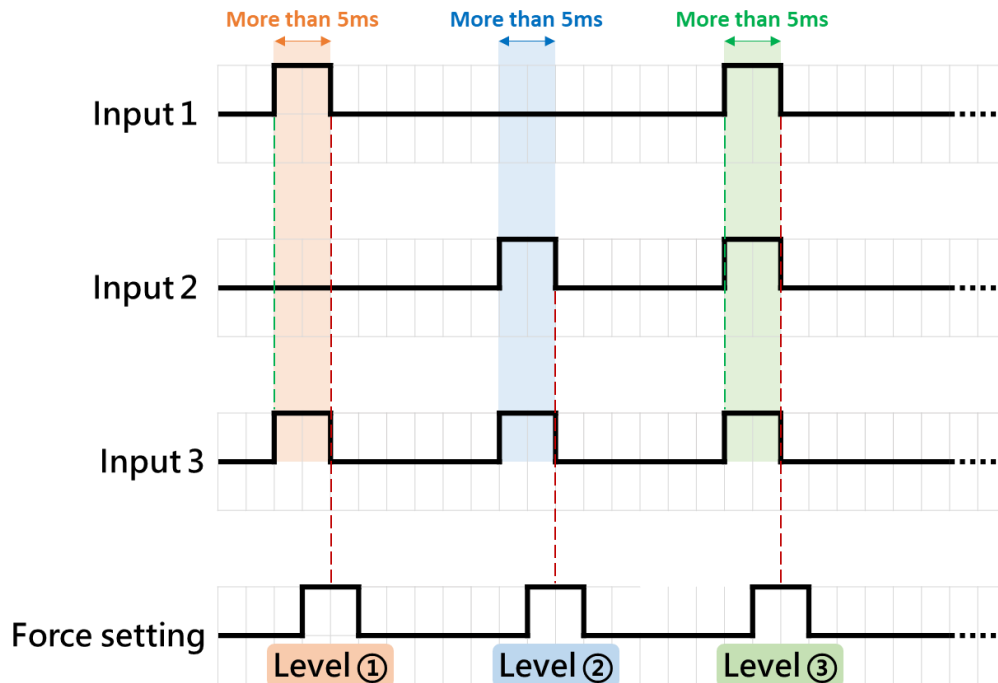 More than 5ms
More than 5ms
More than 5ms
Input 1
Input 2
Input 3
Force setting
Level ①
Level ②
Level ③